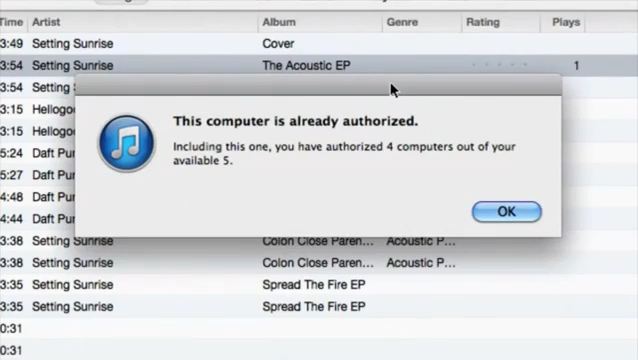 Time Artist Album Genre Rating Plays
3:49 Setting Sunrise Cover
3:54 Setting Sunrise The Acoustic EP 1
3:54 Setting
3:15 Hellogo
This computer is already authorized.
3:15 Hellogo
Including this one, you have authorized 4 computers out of your
5:24 Daft Pu
available 5.
5:27 Daft Pu
4:48 Daft Pu
4:44 Daft Pu
OK
3:38 Setting Sunrise Colon Close Paren... Acoustic P...
3:38 Setting Sunrise Colon Close Paren... Acoustic P...
3:35 Setting Sunrise Spread The Fire EP
3:35 Setting Sunrise Spread The Fire EP
0:31
0:31